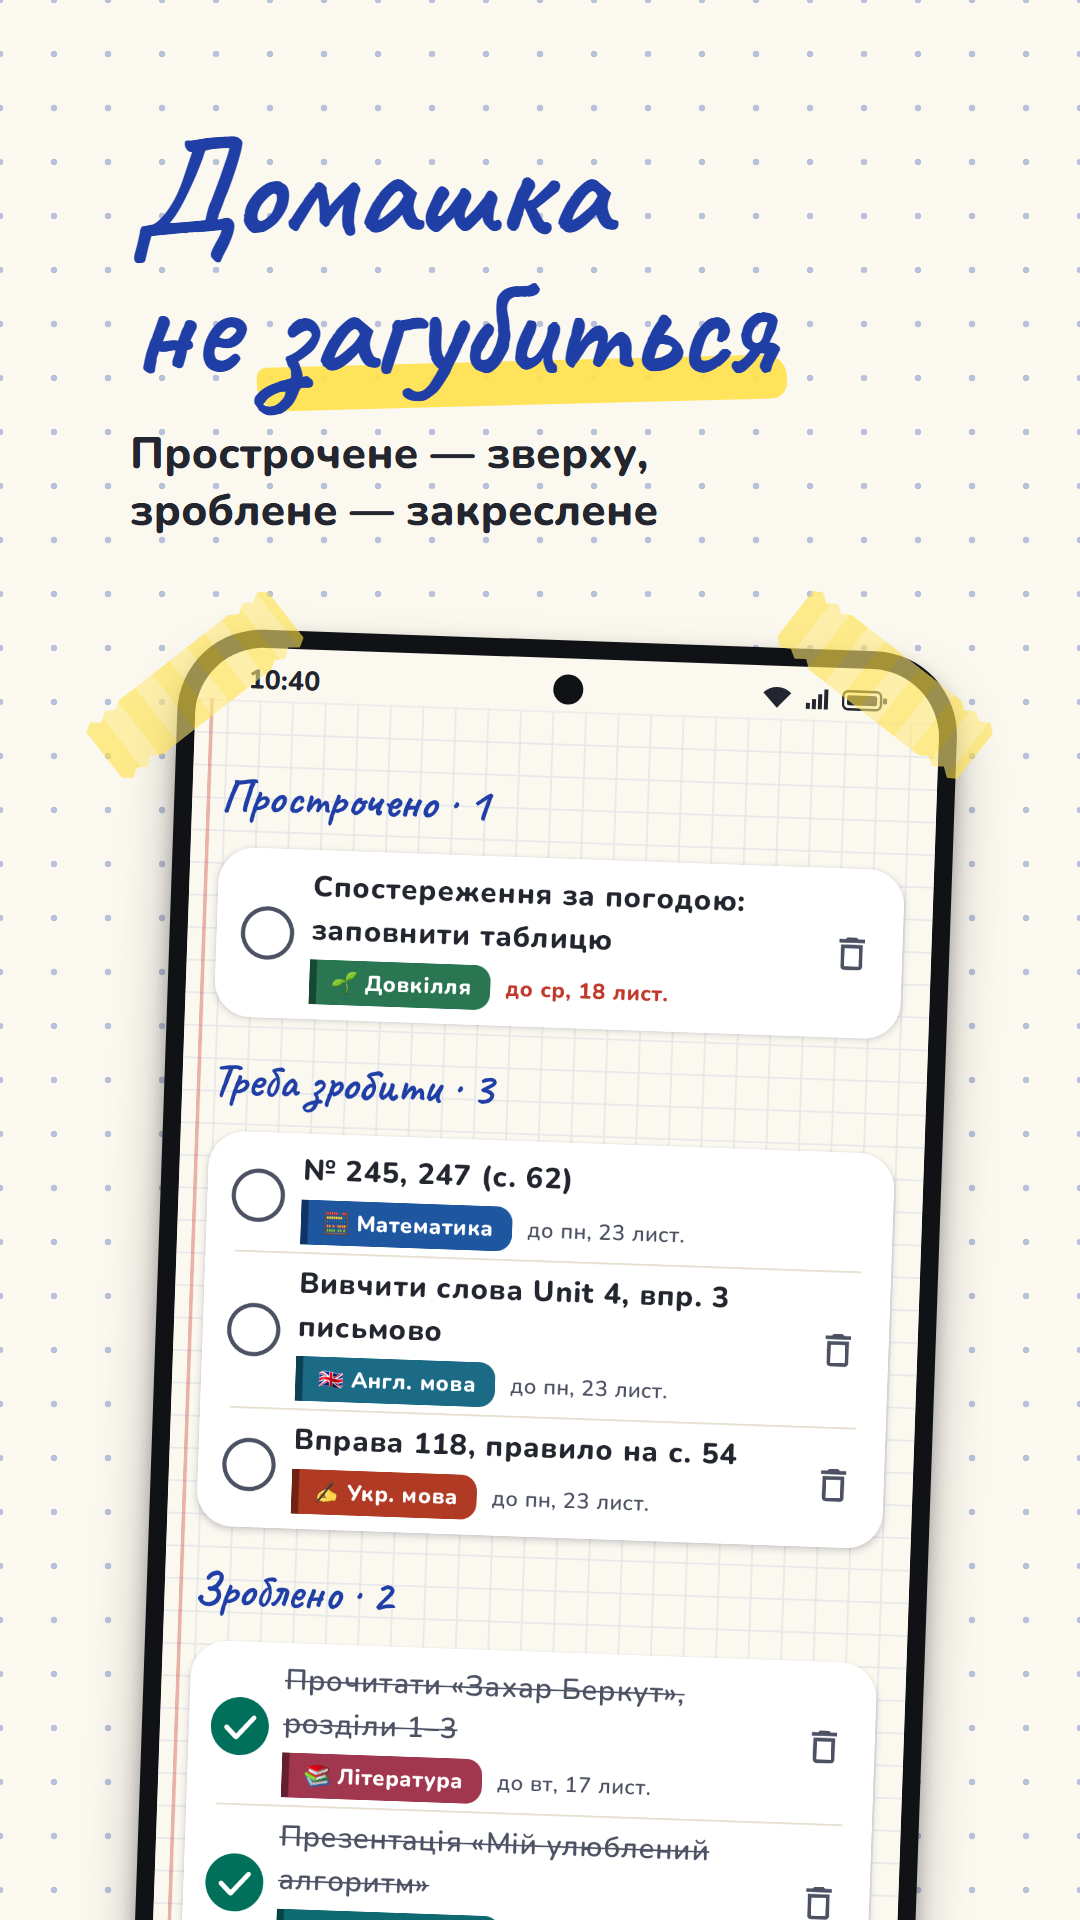 Домашка
не загубиться
Прострочене — зверху,
зроблене — закреслене
10:40
Прострочено · 1
Спостереження за погодою:
заповнити таблицю
Довкілля до ср, 18 лист.
Треба зробити · 3
№ 245, 247 (с. 62)
Математика до пн, 23 лист.
Вивчити слова Unit 4, впр. 3
письмово
Англ. мова до пн, 23 лист.
Вправа 118, правило на с. 54
Укр. мова до пн, 23 лист.
Зроблено · 2
Прочитати «Захар Беркут»,
розділи 1–3
Література до вт, 17 лист.
Презентація «Мій улюблений
алгоритм»